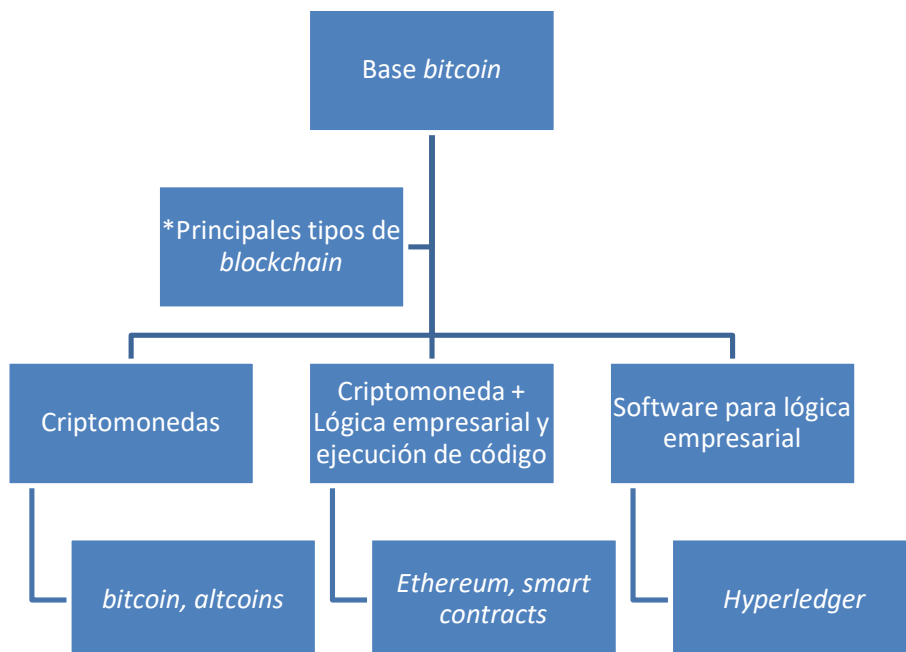 Base bitcoin
*Principales tipos de
blockchain
Criptomonedas
Criptomoneda +
Lógica empresarial y
ejecución de código
Software para lógica
empresarial
bitcoin, altcoins
Ethereum, smart
contracts
Hyperledger